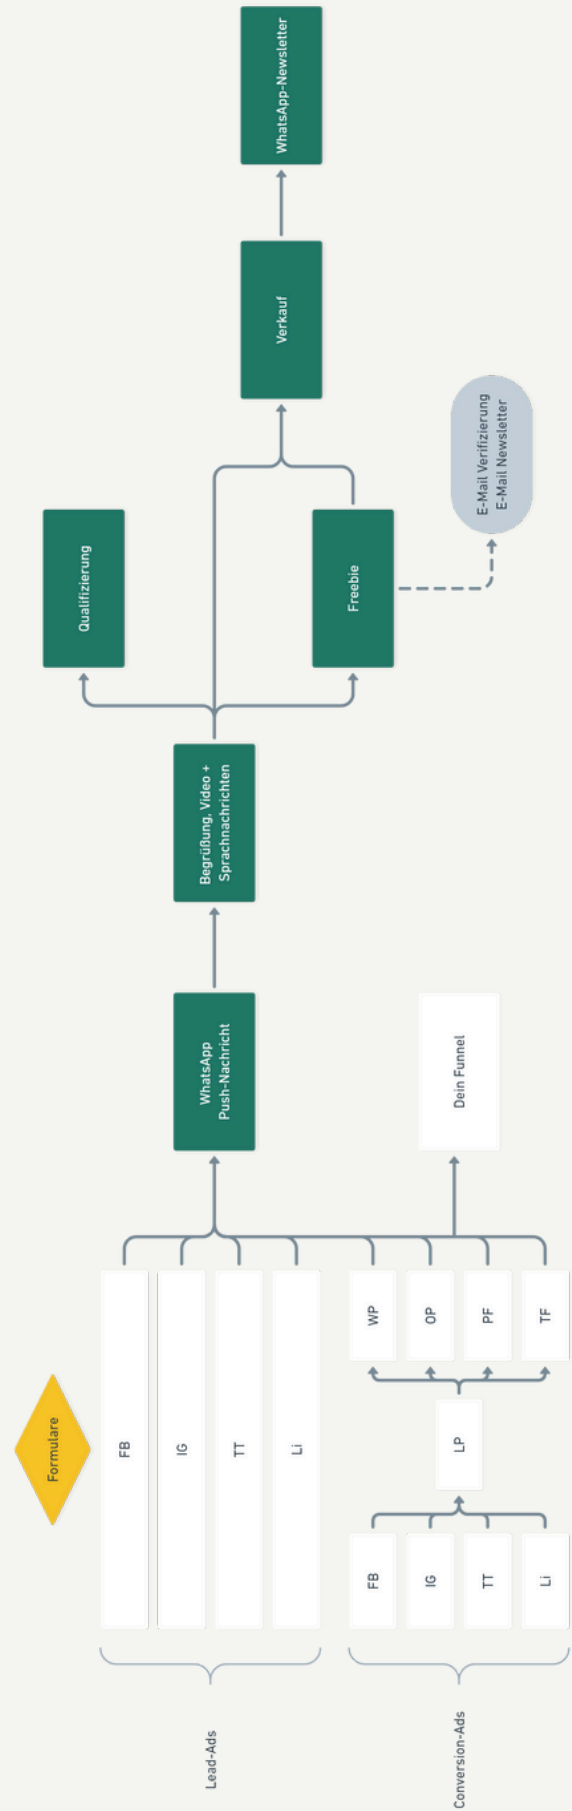 Formulare
Lead-Ads
FB
IG
TT
Li
Conversion-Ads
FB
IG
TT
Li
LP
WP
OP
PF
TF
WhatsApp
Push-Nachricht
Dein Funnel
Begrüßung, Video +
Sprachnachrichten
Qualifizierung
Freebie
E-Mail Verifizierung
E-Mail Newsletter
Verkauf
WhatsApp-Newsletter